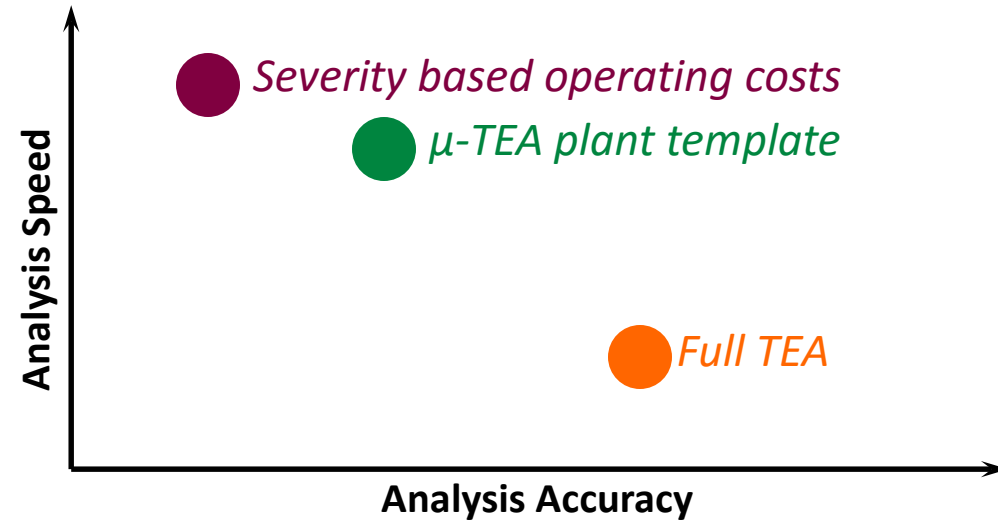 Severity based operating costs
μ-TEA plant template
Analysis Speed
Full TEA
Analysis Accuracy